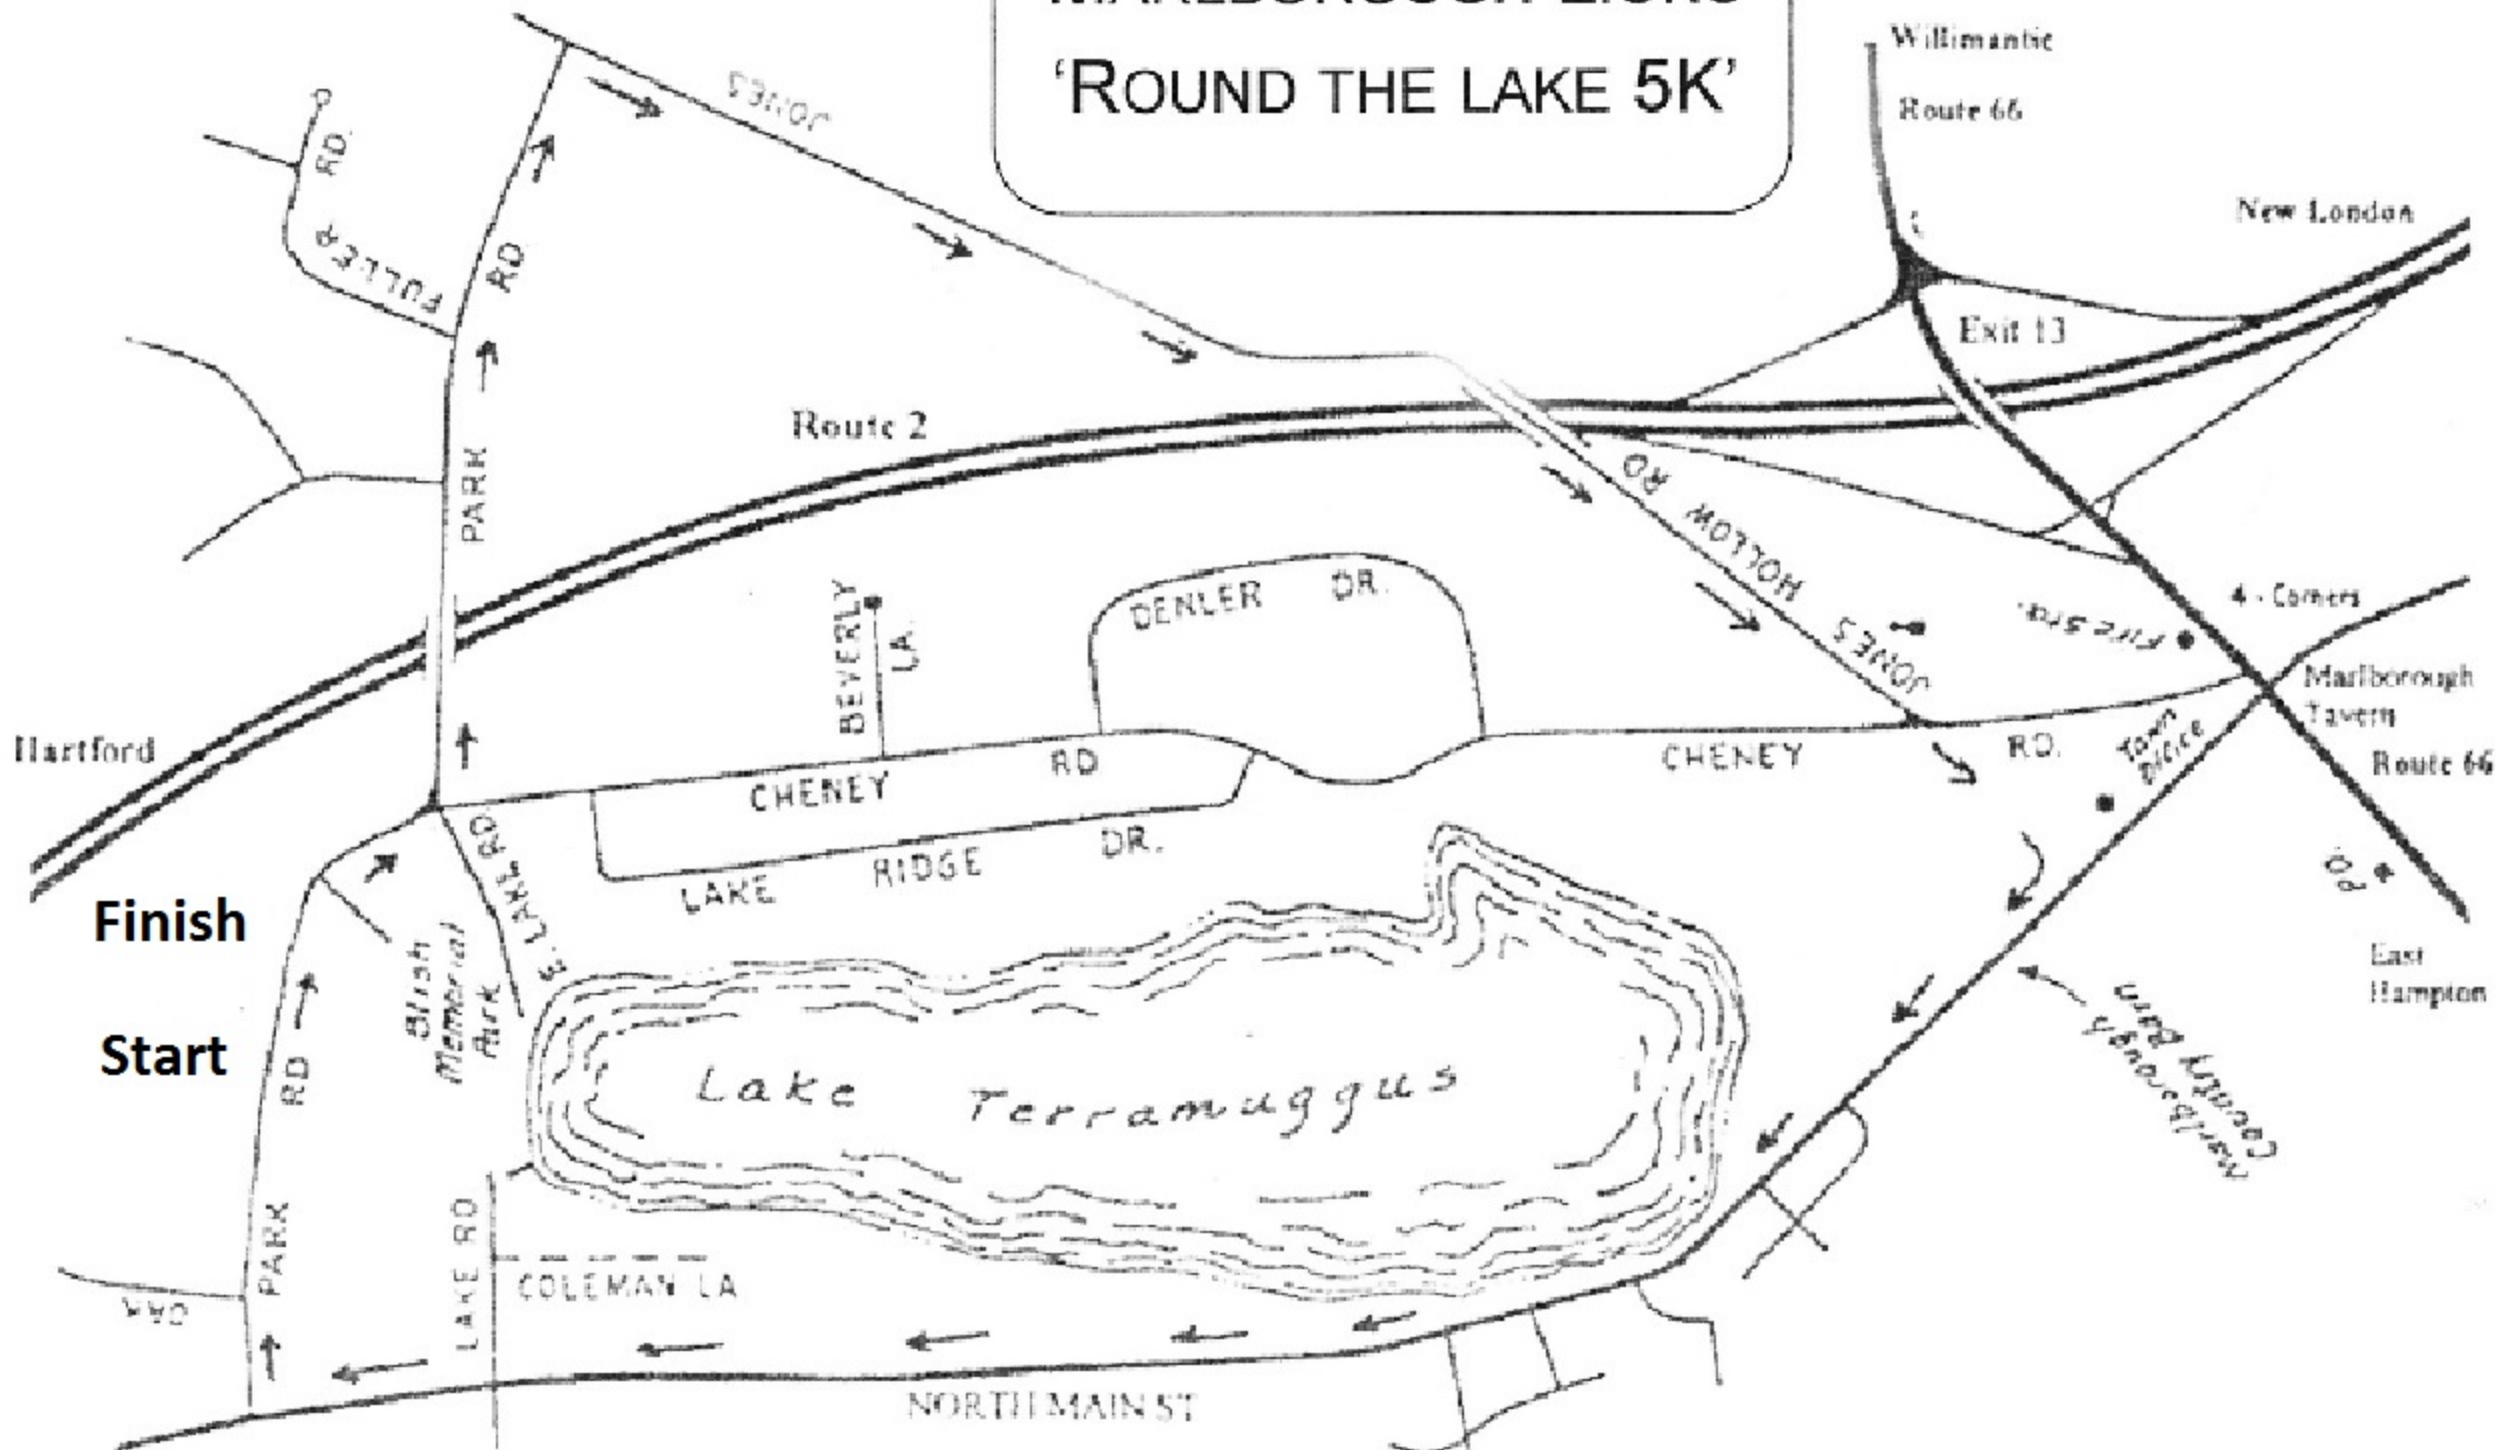 'ROUND THE LAKE 5K'
Willimantic
Route 66
New London
Exit 13
JONES
RD.
FULLER
RD
PARK
Route 2
RD
HOLLOW
JONES
BEVERLY
LA.
DENLER DR.
Fire Sta.
4 - Corners
Marlborough
Tavern
Route 66
Hartford
CHENEY RD
CHENEY RD.
Town
LAKE RIDGE DR.
E. LAKE RD.
P.O.
East
Hampton
Finish
Start
Blish
Memorial
Park
RD
PARK
Lake Terramuggus
Marlborough
Country Barn
LAKE RD
COLEMAN LA
NORTH MAIN ST